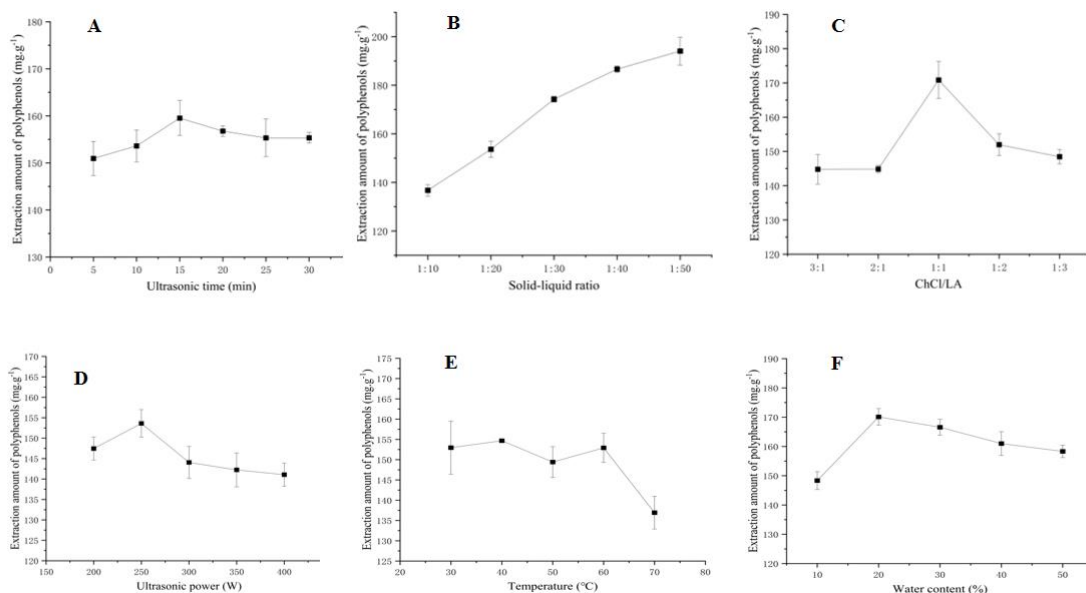 A
Extraction amount of polyphenols (mg.g⁻¹)
180
170
160
150
140
130
0 5 10 15 20 25 30
Ultrasonic time (min)
B
Extraction amount of polyphenols (mg.g⁻¹)
200
180
160
140
120
1:10 1:20 1:30 1:40 1:50
Solid-liquid ratio
C
Extraction amount of polyphenols (mg.g⁻¹)
190
180
170
160
150
140
130
120
3:1 2:1 1:1 1:2 1:3
ChCl/LA
D
Extraction amount of polyphenols (mg.g⁻¹)
170
165
160
155
150
145
140
135
130
125
120
150 200 250 300 350 400
Ultrasonic power (W)
E
Extraction amount of polyphenols (mg.g⁻¹)
175
170
165
160
155
150
145
140
135
130
125
20 30 40 50 60 70 80
Temperature (°C)
F
Extraction amount of polyphenols (mg.g⁻¹)
190
180
170
160
150
140
130
120
10 20 30 40 50
Water content (%)